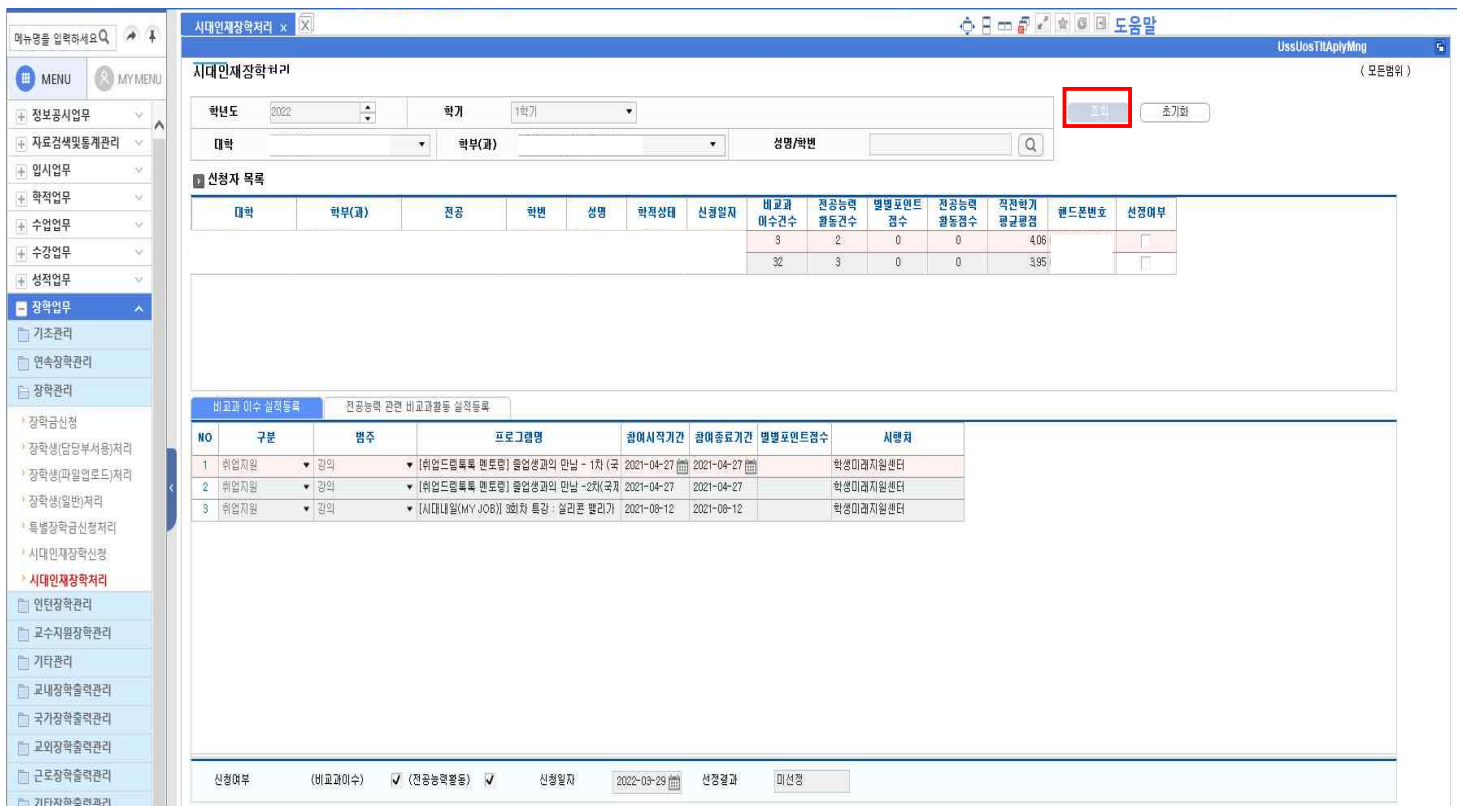 메뉴명을 입력하세요
시대인재장학처리 x
도움말
UssUosTltAplyMng
MENU
MY MENU
시대인재장학처리
( 모든범위 )
정보공시업무
자료검색및통계관리
입시업무
학적업무
수업업무
수강업무
성적업무
장학업무
기초관리
연속장학관리
장학관리
장학금신청
장학생(담당부서용)처리
장학생(파일업로드)처리
장학생(일반)처리
특별장학금신청처리
시대인재장학신청
시대인재장학처리
인턴장학관리
교수지원장학관리
기타관리
교내장학출력관리
국가장학출력관리
교외장학출력관리
근로장학출력관리
기타장학출력관리
학년도 2022 학기 1학기 조회 초기화
대학 학부(과) 성명/학번
신청자 목록
대학 학부(과) 전공 학번 성명 학적상태 신청일자 비교과 이수건수 전공능력 활동건수 별별포인트 점수 전공능력 활동점수 직전학기 평균평점 핸드폰번호 선정여부
3 2 0 0 4.06
32 3 0 0 3.95
비교과 이수 실적등록 전공능력 관련 비교과활동 실적등록
NO 구분 범주 프로그램명 참여시작기간 참여종료기간 별별포인트점수 시행처
1 취업지원 강의 [취업드림톡톡 멘토링] 졸업생과의 만남 - 1차 (국 2021-04-27 2021-04-27 학생미래지원센터
2 취업지원 강의 [취업드림톡톡 멘토링] 졸업생과의 만남 -2차(국제 2021-04-27 2021-04-27 학생미래지원센터
3 취업지원 강의 [시대내일(MY JOB)] 3회차 특강 : 실리콘 밸리가 2021-08-12 2021-08-12 학생미래지원센터
신청여부 (비교과이수) (전공능력활동) 신청일자 2022-03-29 선정결과 미선정